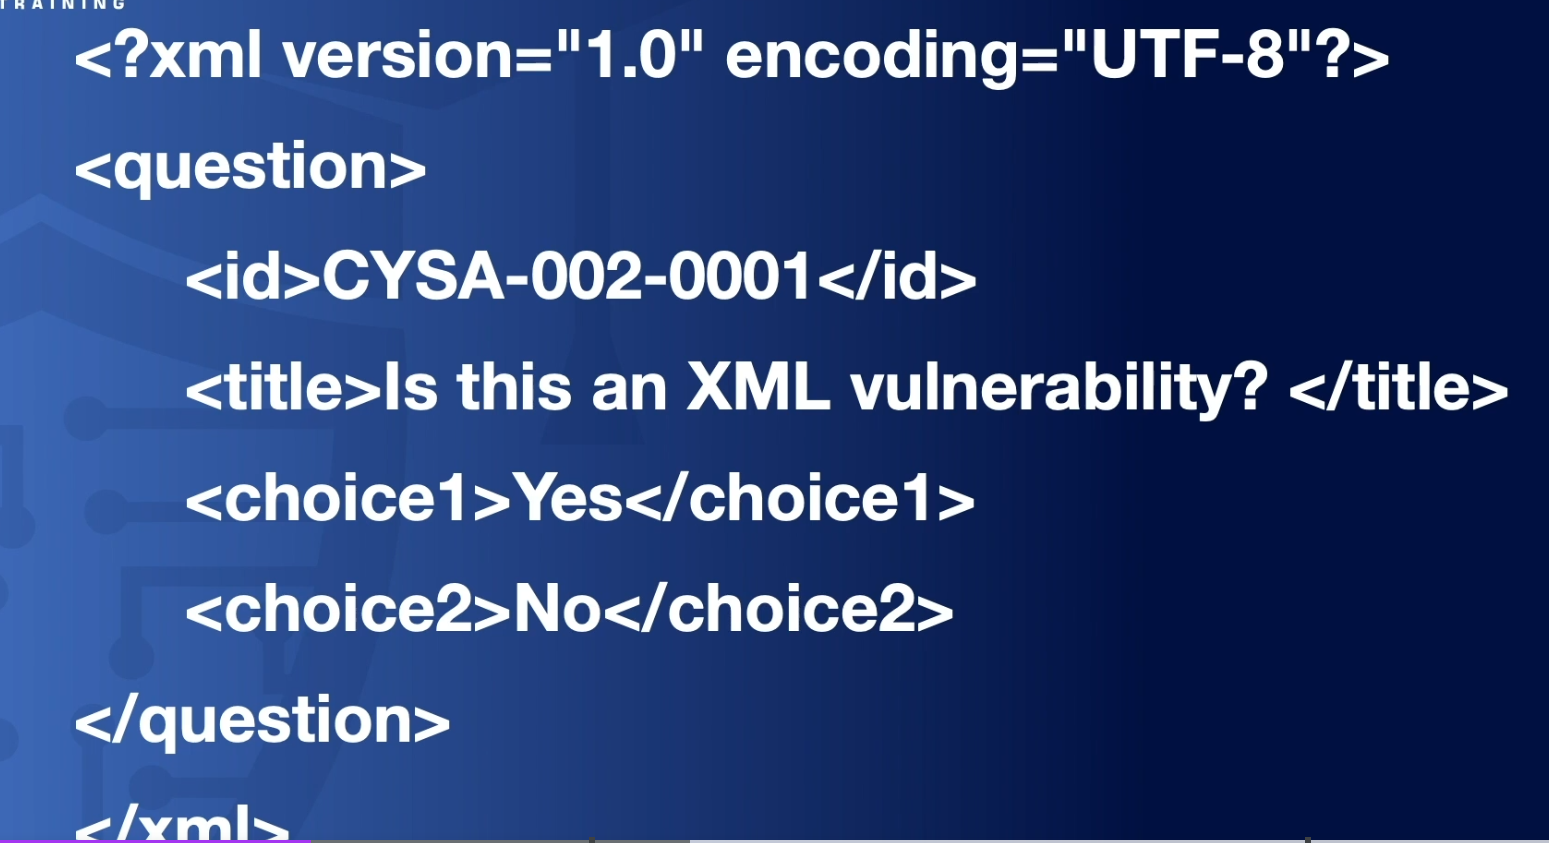 TRAINING
<?xml version="1.0" encoding="UTF-8"?>
<question>
<id>CYSA-002-0001</id>
<title>Is this an XML vulnerability? </title>
<choice1>Yes</choice1>
<choice2>No</choice2>
</question>
</xml>